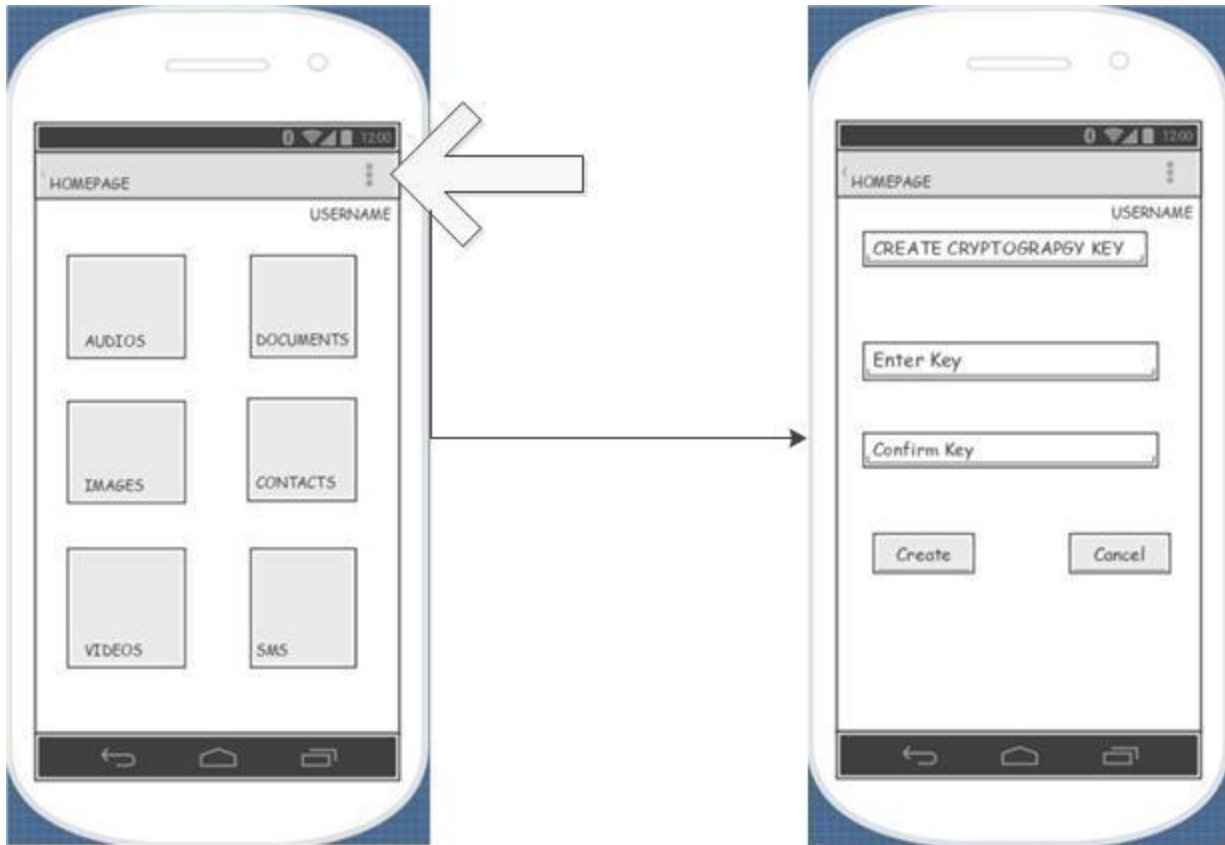 12:00
HOMEPAGE
USERNAME
AUDIOS
DOCUMENTS
IMAGES
CONTACTS
VIDEOS
SMS
12:00
HOMEPAGE
USERNAME
CREATE CRYPTOGRAPGY KEY
Enter Key
Confirm Key
Create
Cancel